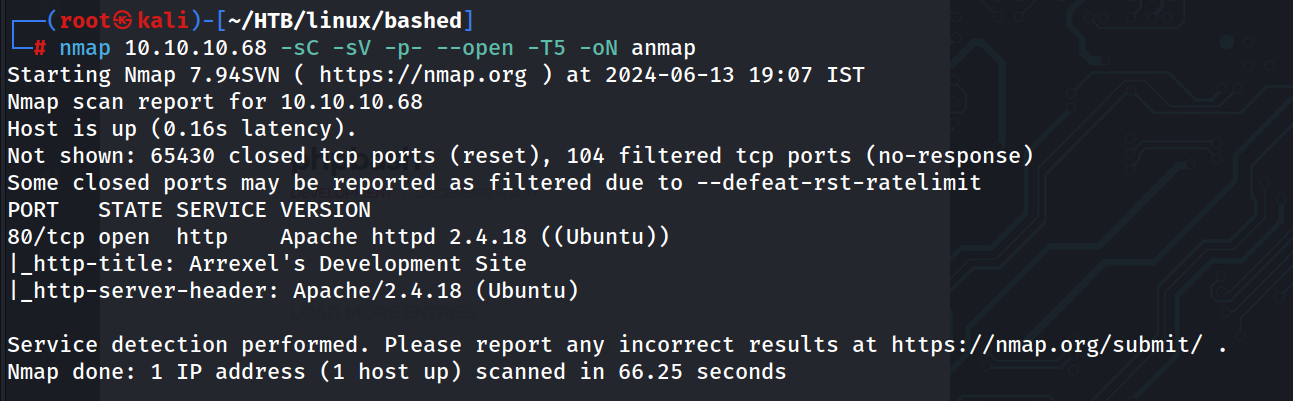 ┌──(root㉿kali)-[~/HTB/linux/bashed]
└─# nmap 10.10.10.68 -sC -sV -p- --open -T5 -oN anmap
Starting Nmap 7.94SVN ( https://nmap.org ) at 2024-06-13 19:07 IST
Nmap scan report for 10.10.10.68
Host is up (0.16s latency).
Not shown: 65430 closed tcp ports (reset), 104 filtered tcp ports (no-response)
Some closed ports may be reported as filtered due to --defeat-rst-ratelimit
PORT   STATE SERVICE VERSION
80/tcp open  http    Apache httpd 2.4.18 ((Ubuntu))
|_http-title: Arrexel's Development Site
|_http-server-header: Apache/2.4.18 (Ubuntu)
Service detection performed. Please report any incorrect results at https://nmap.org/submit/ .
Nmap done: 1 IP address (1 host up) scanned in 66.25 seconds